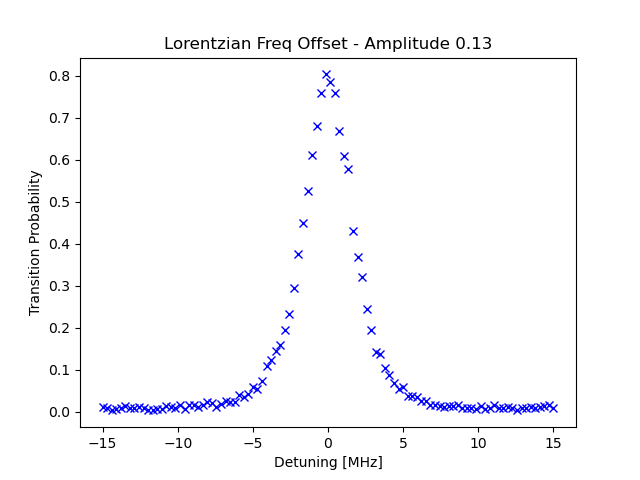 Lorentzian Freq Offset - Amplitude 0.13
Transition Probability
0.8
0.7
0.6
0.5
0.4
0.3
0.2
0.1
0.0
−15 −10 −5 0 5 10 15
Detuning [MHz]